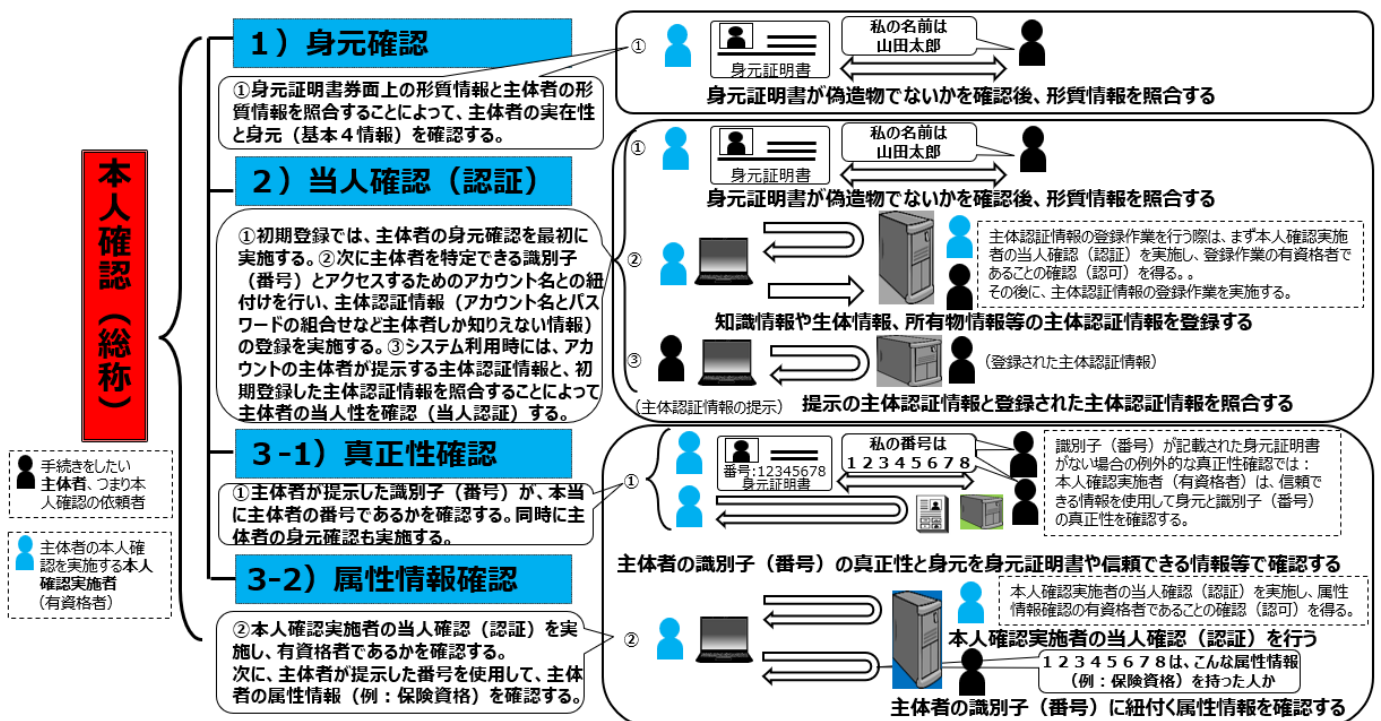 本人確認（総称）
手続きをしたい
主体者、つまり本
人確認の依頼者
主体者の本人確
認を実施する本人
確認実施者
（有資格者）
１）身元確認
①身元証明書券面上の形質情報と主体者の形
質情報を照合することによって、主体者の実在性
と身元（基本４情報）を確認する。
①
身元証明書
私の名前は
山田太郎
身元証明書が偽造物でないかを確認後、形質情報を照合する
２）当人確認（認証）
①初期登録では、主体者の身元確認を最初に
実施する。②次に主体者を特定できる識別子
（番号）とアクセスするためのアカウント名との紐
付けを行い、主体認証情報（アカウント名とパス
ワードの組合せなど主体者しか知りえない情報）
の登録を実施する。③システム利用時には、アカ
ウントの主体者が提示する主体認証情報と、初
期登録した主体認証情報を照合することによって
主体者の当人性を確認（当人認証）する。
①
身元証明書
私の名前は
山田太郎
身元証明書が偽造物でないかを確認後、形質情報を照合する
②
主体認証情報の登録作業を行う際は、まず本人確認実施
者の当人確認（認証）を実施し、登録作業の有資格者で
あることの確認（認可）を得る。。
その後に、主体認証情報の登録作業を実施する。
知識情報や生体情報、所有物情報等の主体認証情報を登録する
③
（登録された主体認証情報）
（主体認証情報の提示）
提示の主体認証情報と登録された主体認証情報を照合する
３-1）真正性確認
①主体者が提示した識別子（番号）が、本当
に主体者の番号であるかを確認する。同時に主
体者の身元確認も実施する。
①
番号:12345678
身元証明書
私の番号は
１２３４５６７８
識別子（番号）が記載された身元証明書
がない場合の例外的な真正性確認では：
本人確認実施者（有資格者）は、信頼で
きる情報を使用して身元と識別子（番号）
の真正性を確認する。
主体者の識別子（番号）の真正性と身元を身元証明書や信頼できる情報等で確認する
3-2）属性情報確認
②本人確認実施者の当人確認（認証）を実
施し、有資格者であるかを確認する。
次に、主体者が提示した番号を使用して、主体
者の属性情報（例：保険資格）を確認する。
②
本人確認実施者の当人確認（認証）を実施し、属性
情報確認の有資格者であることの確認（認可）を得る。
本人確認実施者の当人確認（認証）を行う
１２３４５６７８は、こんな属性情報
（例：保険資格）を持った人か
主体者の識別子（番号）に紐付く属性情報を確認する